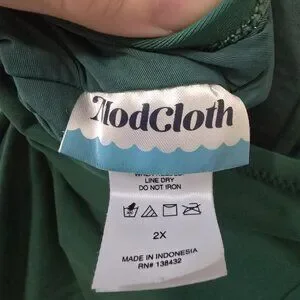 ModCloth
LINE DRY
DO NOT IRON
2X
MADE IN INDONESIA
RN# 138432